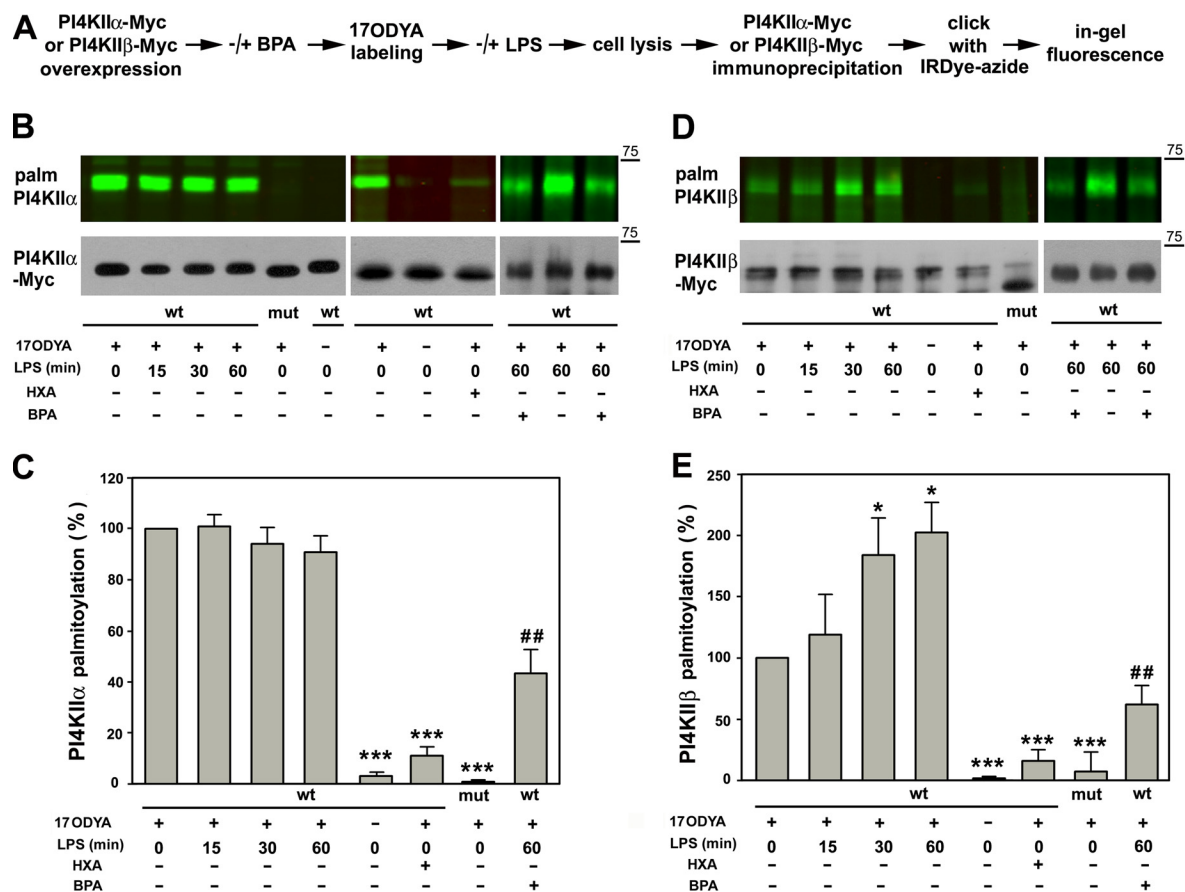 A
PI4KIIα-Myc or PI4KIIβ-Myc overexpression
-/+ BPA
17ODYA labeling
-/+ LPS
cell lysis
PI4KIIα-Myc or PI4KIIβ-Myc immunoprecipitation
click with IRDye-azide
in-gel fluorescence
B
palm
PI4KIIα
75
PI4KIIα
-Myc
75
wt mut wt wt wt
17ODYA + + + + + − + − + + + +
LPS (min) 0 15 30 60 0 0 0 0 0 60 60 60
HXA − − − − − − − − + − − −
BPA − − − − − − − − − + − +
D
palm
PI4KIIβ
75
PI4KIIβ
-Myc
75
wt mut wt
17ODYA + + + + − + + + + +
LPS (min) 0 15 30 60 0 0 0 60 60 60
HXA − − − − − + − − − −
BPA − − − − − − − + − +
C
PI4KIIα palmitoylation (%)
120
100
80
60
40
20
0
*** *** *** ##
wt mut wt
17ODYA + + + + − + + +
LPS (min) 0 15 30 60 0 0 0 60
HXA − − − − − + − −
BPA − − − − − − − +
E
PI4KIIβ palmitoylation (%)
250
200
150
100
50
0
* * *** *** *** ##
wt mut wt
17ODYA + + + + − + + +
LPS (min) 0 15 30 60 0 0 0 60
HXA − − − − − + − −
BPA − − − − − − − +